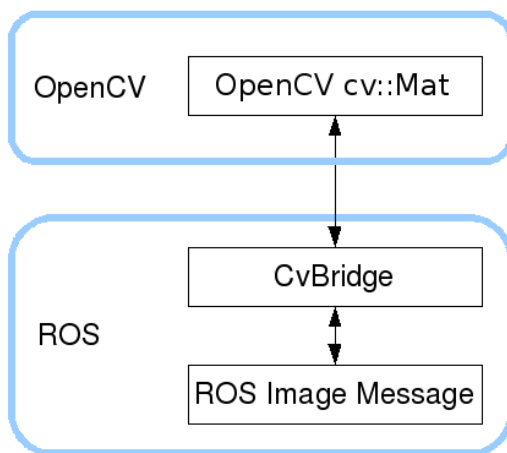 OpenCV
OpenCV cv::Mat
CvBridge
ROS
ROS Image Message